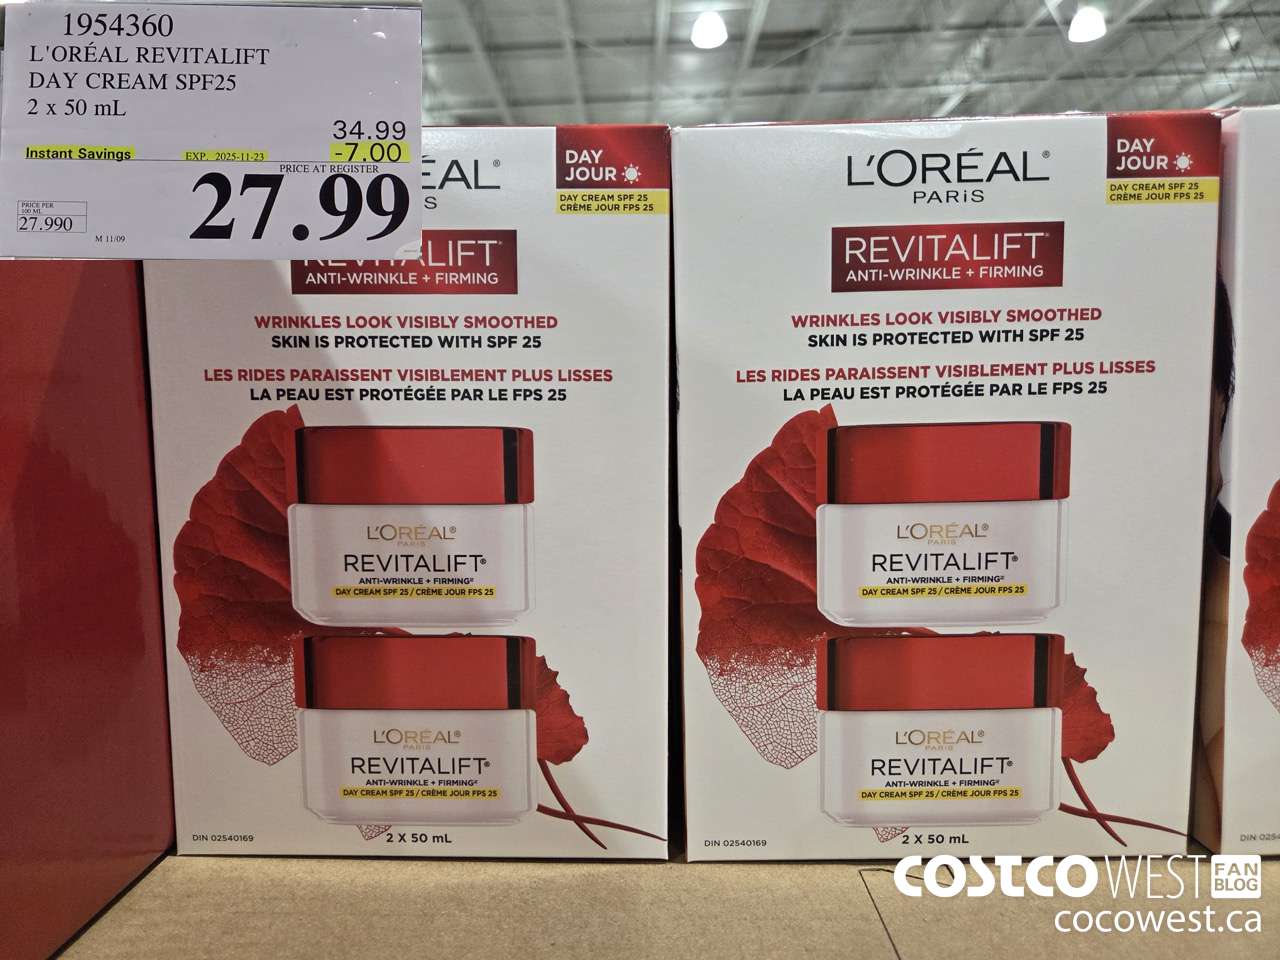 1954360
L'ORÉAL REVITALIFT
DAY CREAM SPF25
2 x 50 mL
34.99
Instant Savings EXP. 2025-11-23 -7.00
PRICE AT REGISTER
27.99
PRICE PER
100 ML
27.990
M 11/09
ÉAL®
S
DAY
JOUR
DAY CREAM SPF 25
CRÈME JOUR FPS 25
REVITALIFT®
ANTI-WRINKLE + FIRMING
WRINKLES LOOK VISIBLY SMOOTHED
SKIN IS PROTECTED WITH SPF 25
LES RIDES PARAISSENT VISIBLEMENT PLUS LISSES
LA PEAU EST PROTÉGÉE PAR LE FPS 25
L'ORÉAL®
PARIS
REVITALIFT®
ANTI-WRINKLE + FIRMING
DAY CREAM SPF 25 / CRÈME JOUR FPS 25
L'ORÉAL®
PARIS
REVITALIFT®
ANTI-WRINKLE + FIRMING
DAY CREAM SPF 25 / CRÈME JOUR FPS 25
DIN 02540169
2 X 50 mL
L'ORÉAL®
PARIS
DAY
JOUR
DAY CREAM SPF 25
CRÈME JOUR FPS 25
REVITALIFT®
ANTI-WRINKLE + FIRMING
WRINKLES LOOK VISIBLY SMOOTHED
SKIN IS PROTECTED WITH SPF 25
LES RIDES PARAISSENT VISIBLEMENT PLUS LISSES
LA PEAU EST PROTÉGÉE PAR LE FPS 25
L'ORÉAL®
PARIS
REVITALIFT®
ANTI-WRINKLE + FIRMING
DAY CREAM SPF 25 / CRÈME JOUR FPS 25
L'ORÉAL®
PARIS
REVITALIFT®
ANTI-WRINKLE + FIRMING
DAY CREAM SPF 25 / CRÈME JOUR FPS 25
DIN 02540169
2 X 50 mL
DIN 0254
COSTCO WEST FAN BLOG
cocowest.ca